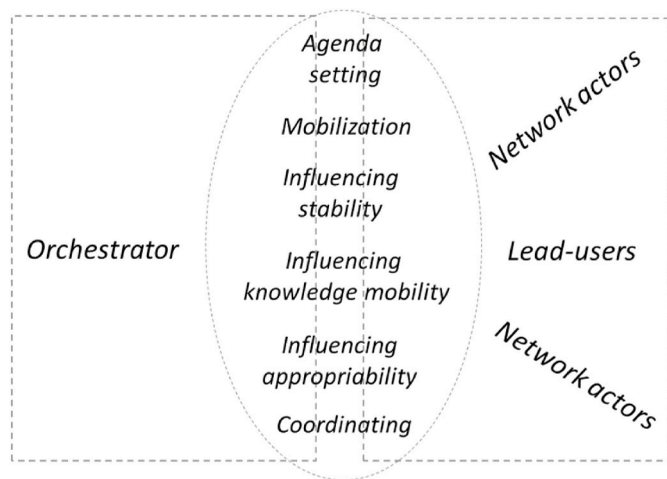 Orchestrator
Agenda
setting
Mobilization
Influencing
stability
Influencing
knowledge mobility
Influencing
appropriability
Coordinating
Network actors
Lead-users
Network actors